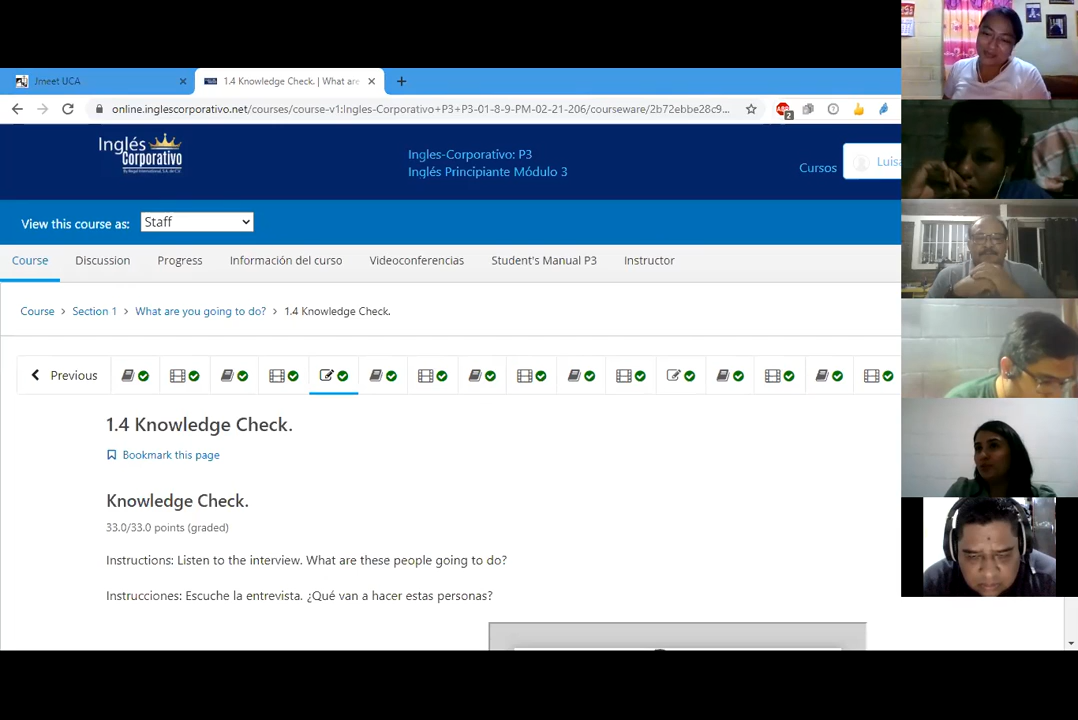 Jmeet UCA
1.4 Knowledge Check. | What are
online.inglescorporativo.net/courses/course-v1:Ingles-Corporativo+P3+P3-01-8-9-PM-02-21-206/courseware/2b72ebbe28c9...
2
Inglés
Corporativo
Ingles-Corporativo: P3
Inglés Principiante Módulo 3
Cursos
Luisa
View this course as:
Staff
Course
Discussion
Progress
Información del curso
Videoconferencias
Student's Manual P3
Instructor
Course > Section 1 > What are you going to do? > 1.4 Knowledge Check.
Previous
1.4 Knowledge Check.
Bookmark this page
Knowledge Check.
33.0/33.0 points (graded)
Instructions: Listen to the interview. What are these people going to do?
Instrucciones: Escuche la entrevista. ¿Qué van a hacer estas personas?